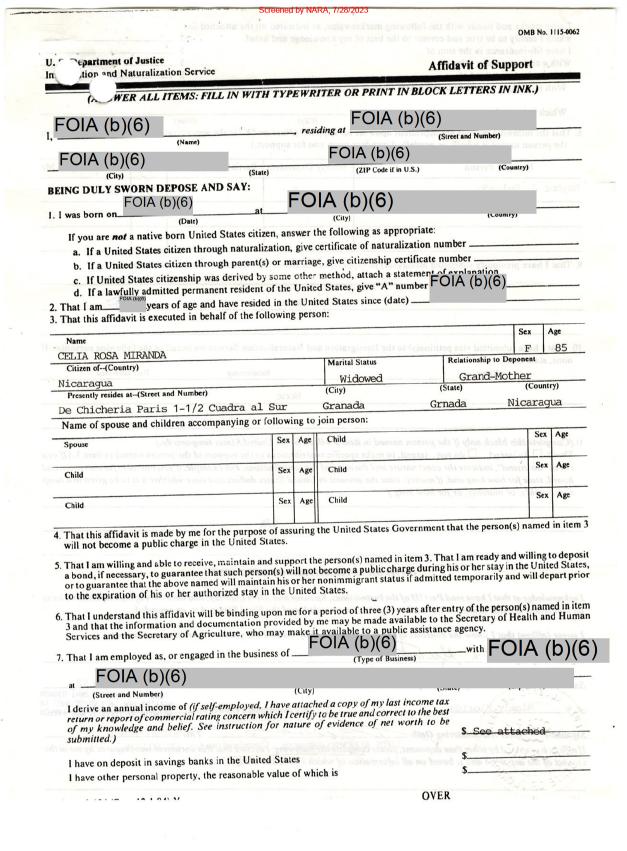 Screened by NARA, 7/28/2023
OMB No. 1115-0062
U. Department of Justice
and Naturalization Service
Affidavit of Support
ALL ITEMS: FILL IN WITH TYPEWRITER OR PRINT IN BLOCK LETTERS IN INK.)
I, FOIA (b)(6) , residing at FOIA (b)(6)
(Name) (Street and Number)
FOIA (b)(6) FOIA (b)(6)
(City) (State) (ZIP Code if in U.S.) (Country)
BEING DULY SWORN DEPOSE AND SAY:
1. I was born on FOIA (b)(6) at FOIA (b)(6)
(Date) (City) (Country)
If you are not a native born United States citizen, answer the following as appropriate:
a. If a United States citizen through naturalization, give certificate of naturalization number
b. If a United States citizen through parent(s) or marriage, give citizenship certificate number
c. If United States citizenship was derived by some other method, attach a statement of explanation
d. If a lawfully admitted permanent resident of the United States, give "A" number FOIA (b)(6)
2. That I am FOIA (b)(6) years of age and have resided in the United States since (date)
3. That this affidavit is executed in behalf of the following person:
Name Sex Age
CELIA ROSA MIRANDA F 85
Citizen of--(Country) Marital Status Relationship to Deponent
Nicaragua Widowed Grand-Mother
Presently resides at--(Street and Number) (City) (State) (Country)
De Chicheria Paris 1-1/2 Cuadra al Sur Granada Grnada Nicaragua
Name of spouse and children accompanying or following to join person:
Spouse Sex Age Child Sex Age
Child Sex Age Child Sex Age
Child Sex Age Child Sex Age
4. That this affidavit is made by me for the purpose of assuring the United States Government that the person(s) named in item 3
will not become a public charge in the United States.
5. That I am willing and able to receive, maintain and support the person(s) named in item 3. That I am ready and willing to deposit
a bond, if necessary, to guarantee that such person(s) will not become a public charge during his or her stay in the United States,
or to guarantee that the above named will maintain his or her nonimmigrant status if admitted temporarily and will depart prior
to the expiration of his or her authorized stay in the United States.
6. That I understand this affidavit will be binding upon me for a period of three (3) years after entry of the person(s) named in item
3 and that the information and documentation provided by me may be made available to the Secretary of Health and Human
Services and the Secretary of Agriculture, who may make it available to a public assistance agency.
7. That I am employed as, or engaged in the business of FOIA (b)(6) with FOIA (b)(6)
(Type of Business)
at FOIA (b)(6)
(Street and Number) (City)
I derive an annual income of (if self-employed, I have attached a copy of my last income tax
return or report of commercial rating concern which I certify to be true and correct to the best
of my knowledge and belief. See instruction for nature of evidence of net worth to be
submitted.) $ See attached
I have on deposit in savings banks in the United States $
I have other personal property, the reasonable value of which is $
OVER